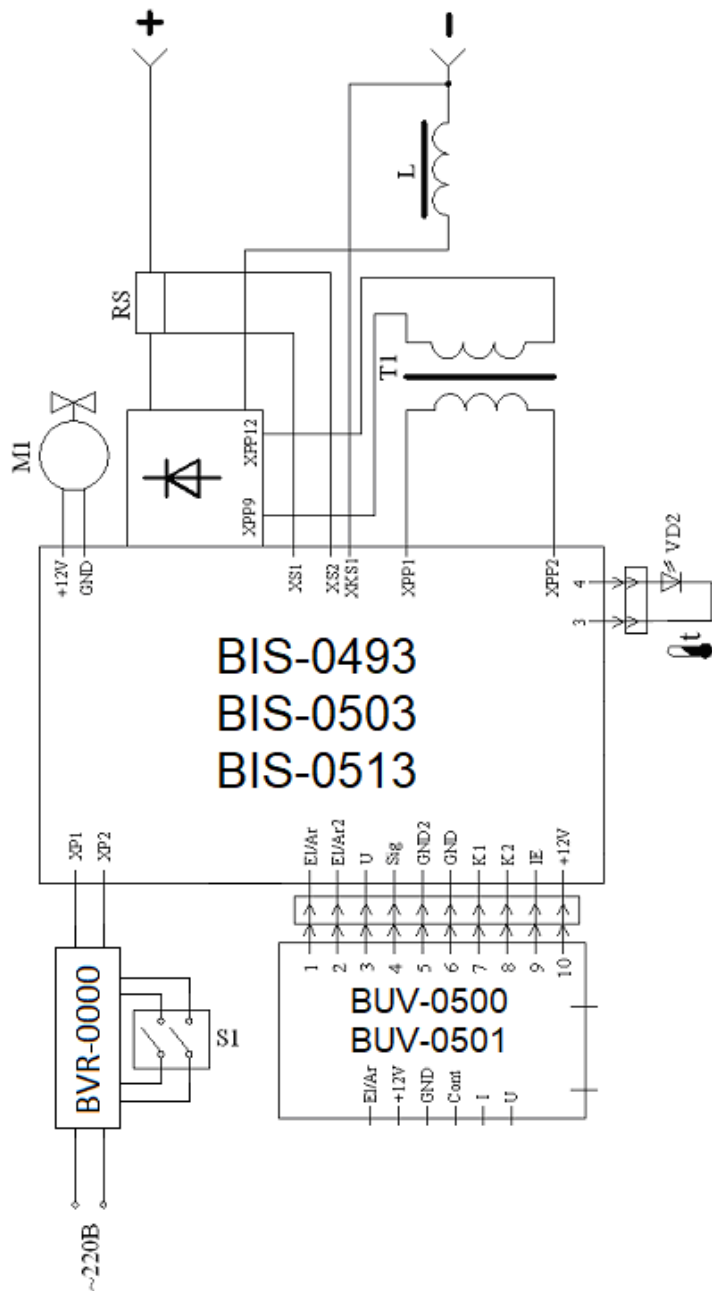 +
-
M1
RS
L
T1
+12V
GND
XPP9
XPP12
XS1
XS2
XKS1
XPP1
XPP2
BIS-0493
BIS-0503
BIS-0513
3
4
VD2
t
XP1
XP2
El/Ar
El/Ar2
U
Sig
GND2
GND
K1
K2
IE
+12V
~220В
BVR-0000
S1
1
2
3
4
5
6
7
8
9
10
BUV-0500
BUV-0501
El/Ar
+12V
GND
Cont
I
U